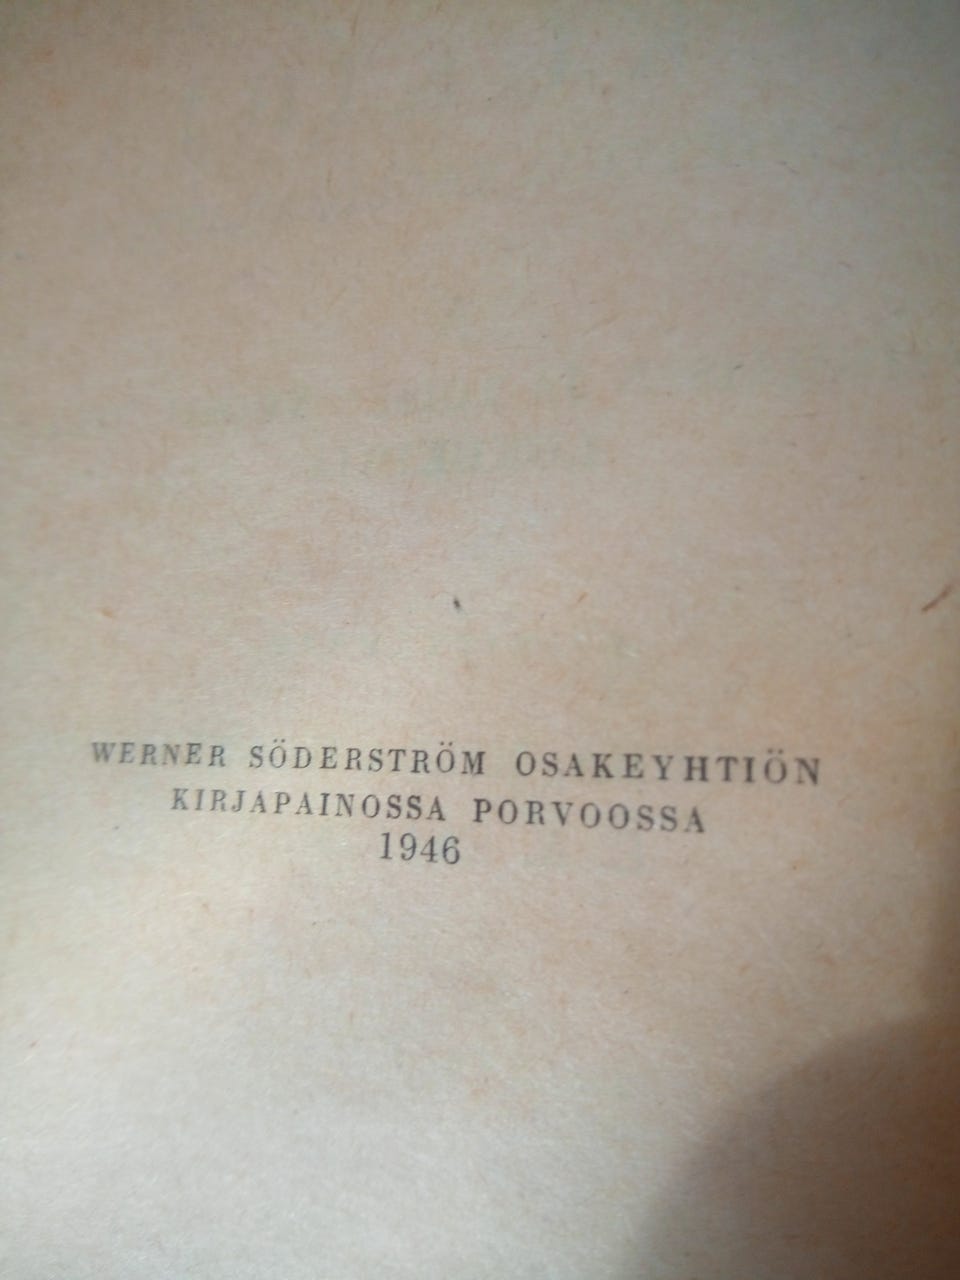 WERNER SÖDERSTRÖM OSAKEYHTIÖN
KIRJAPAINOSSA PORVOOSSA
1946